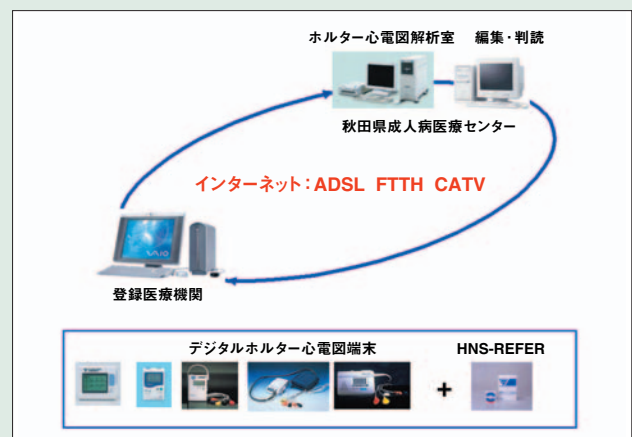 ホルター心電図解析室 編集・判読
秋田県成人病医療センター
インターネット：ADSL FTTH CATV
VAIO
登録医療機関
デジタルホルター心電図端末 HNS-REFER
+